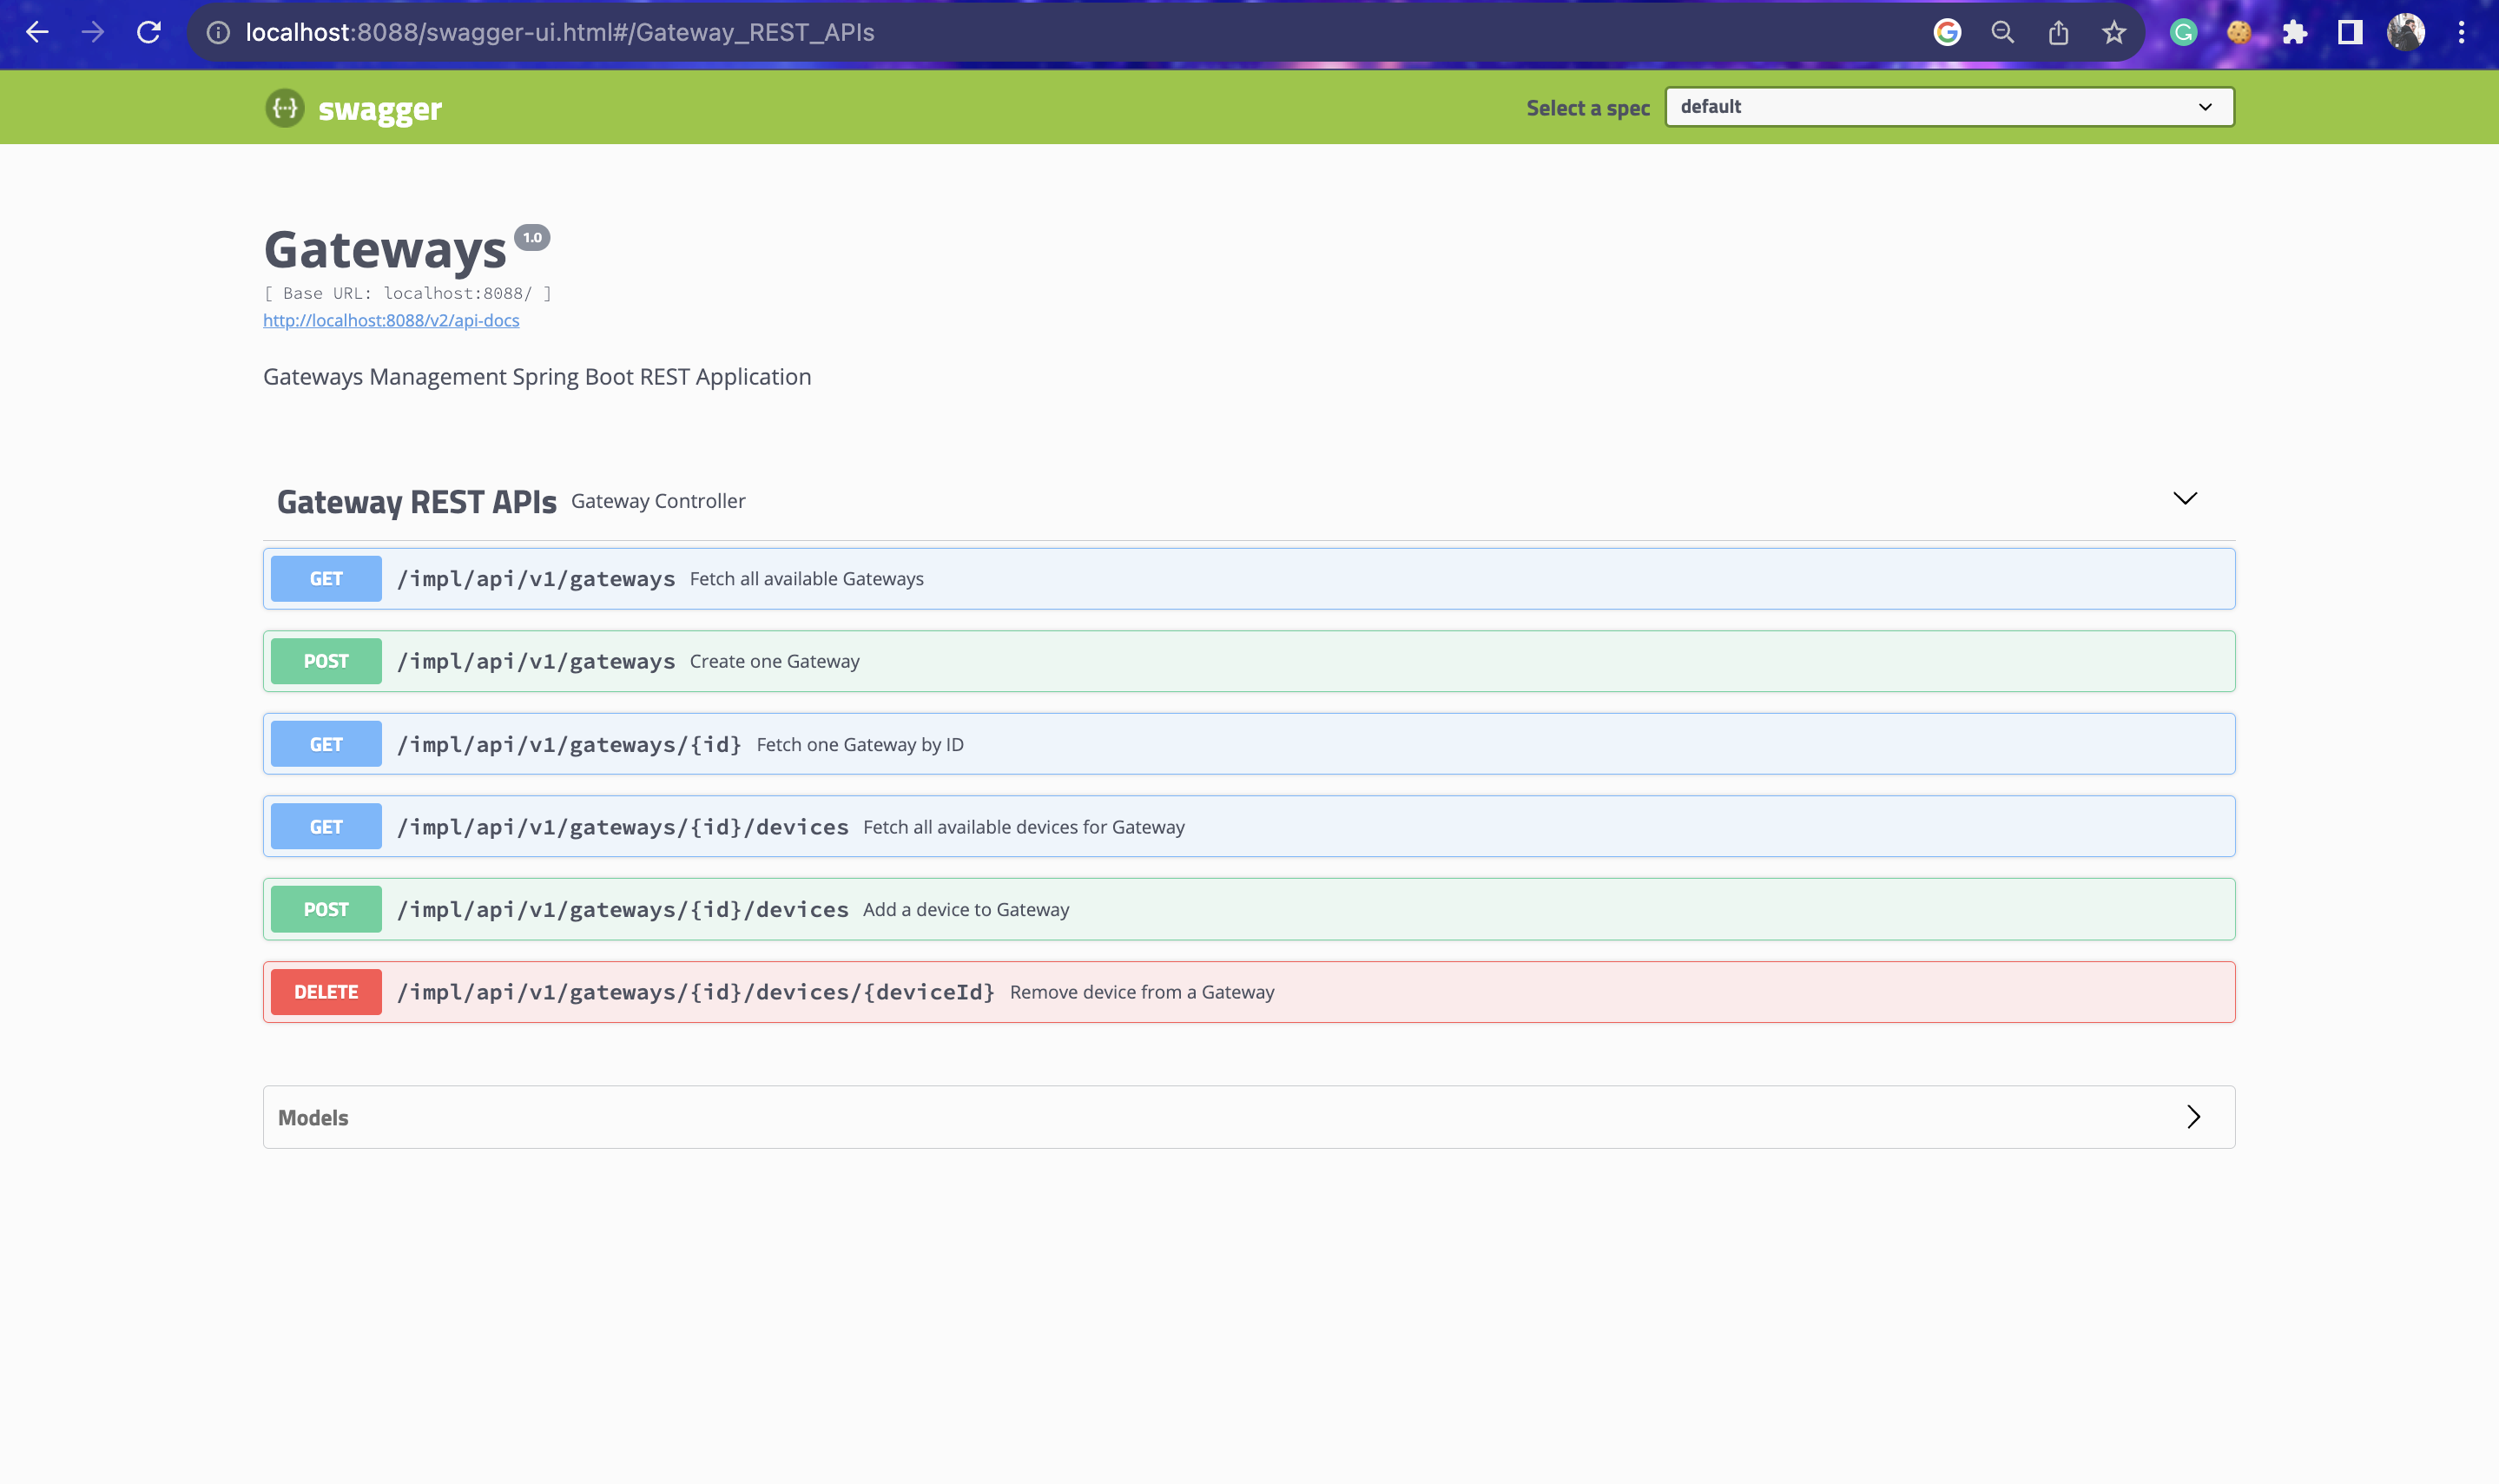 localhost:8088/swagger-ui.html#/Gateway_REST_APIs
{...} swagger
Select a spec default
Gateways 1.0
[ Base URL: localhost:8088/ ]
http://localhost:8088/v2/api-docs
Gateways Management Spring Boot REST Application
Gateway REST APIs Gateway Controller
GET /impl/api/v1/gateways Fetch all available Gateways
POST /impl/api/v1/gateways Create one Gateway
GET /impl/api/v1/gateways/{id} Fetch one Gateway by ID
GET /impl/api/v1/gateways/{id}/devices Fetch all available devices for Gateway
POST /impl/api/v1/gateways/{id}/devices Add a device to Gateway
DELETE /impl/api/v1/gateways/{id}/devices/{deviceId} Remove device from a Gateway
Models